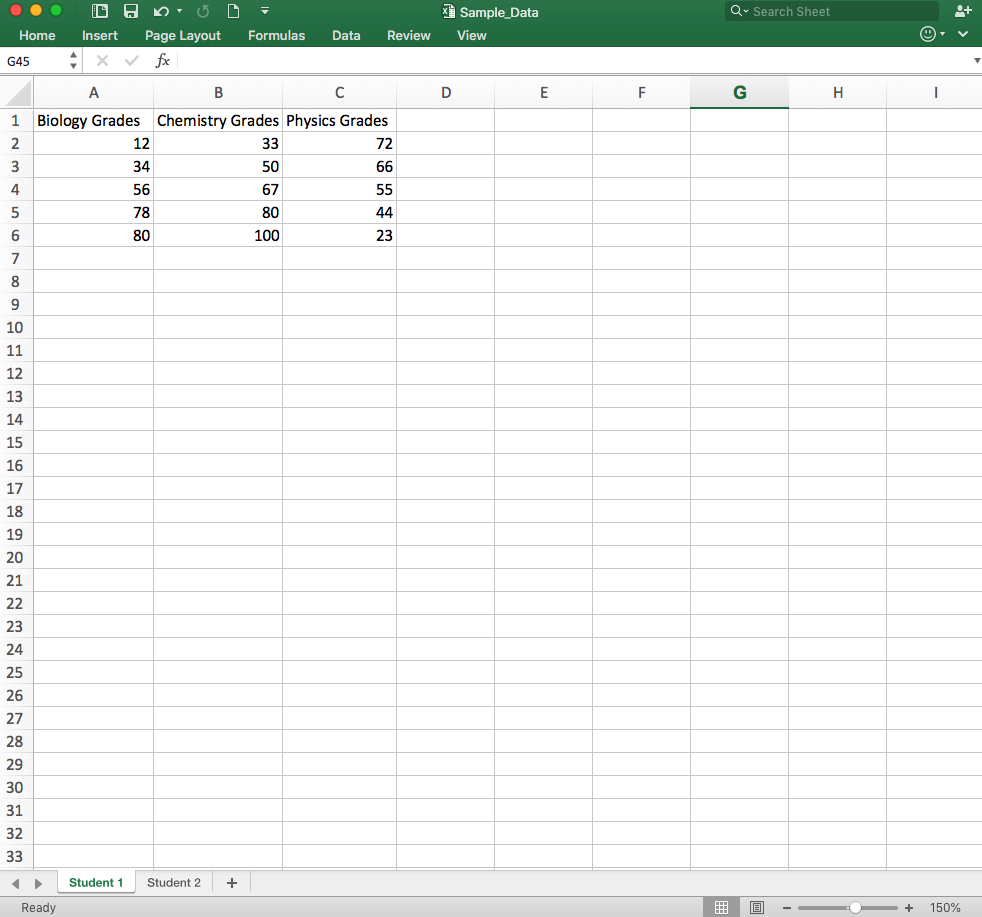 Sample_Data
Search Sheet
Home Insert Page Layout Formulas Data Review View
G45 fx
A B C D E F G H I
1 Biology Grades Chemistry Grades Physics Grades
2 12 33 72
3 34 50 66
4 56 67 55
5 78 80 44
6 80 100 23
7
8
9
10
11
12
13
14
15
16
17
18
19
20
21
22
23
24
25
26
27
28
29
30
31
32
33
Student 1 Student 2 +
Ready 150%